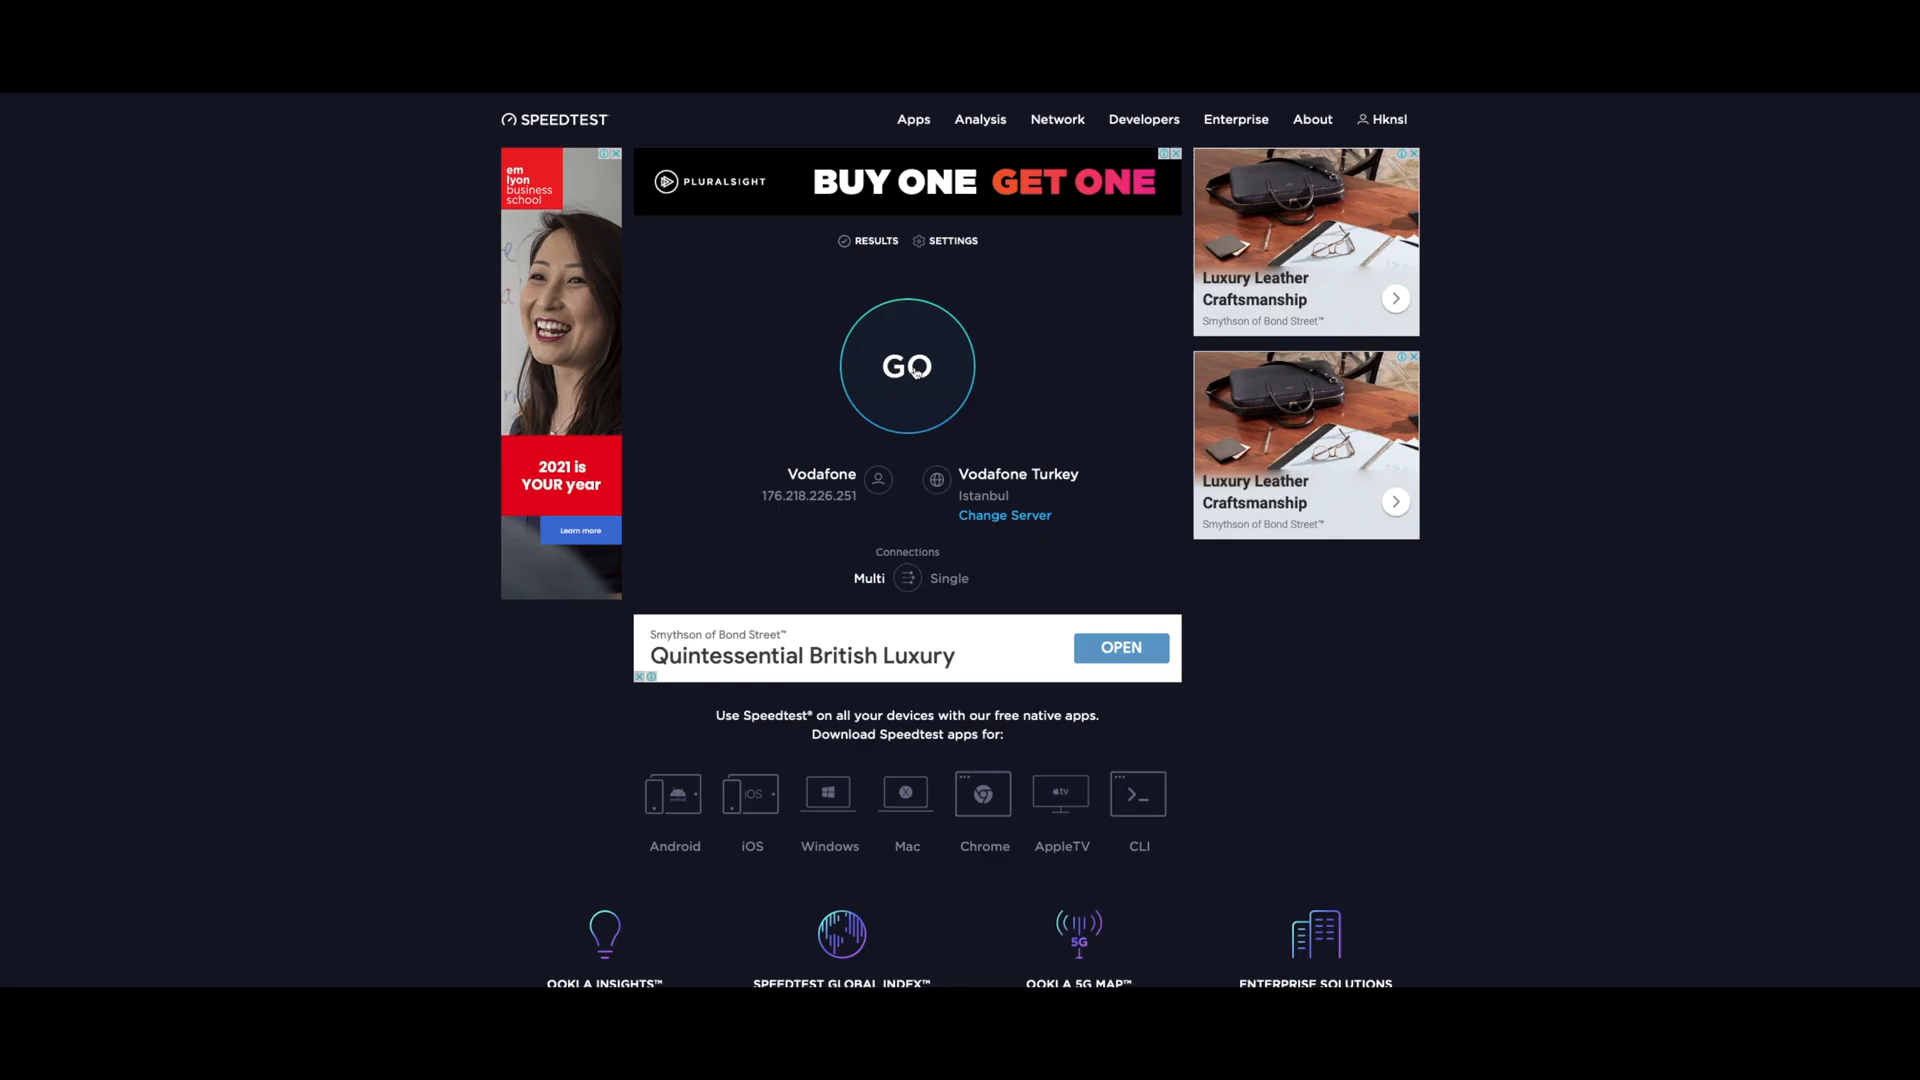 SPEEDTEST
Apps Analysis Network Developers Enterprise About Hknsl
em
lyon
business
school
2021 is
YOUR year
Learn more
PLURALSIGHT BUY ONE GET ONE
RESULTS SETTINGS
GO
Vodafone
176.218.226.251
Vodafone Turkey
Istanbul
Change Server
Connections
Multi Single
Luxury Leather
Craftsmanship
Smythson of Bond Street™
Luxury Leather
Craftsmanship
Smythson of Bond Street™
Smythson of Bond Street™
Quintessential British Luxury
OPEN
Use Speedtest® on all your devices with our free native apps.
Download Speedtest apps for:
android iOS tv
Android iOS Windows Mac Chrome AppleTV CLI
5G
OOKLA INSIGHTS™ SPEEDTEST GLOBAL INDEX™ OOKLA 5G MAP™ ENTERPRISE SOLUTIONS